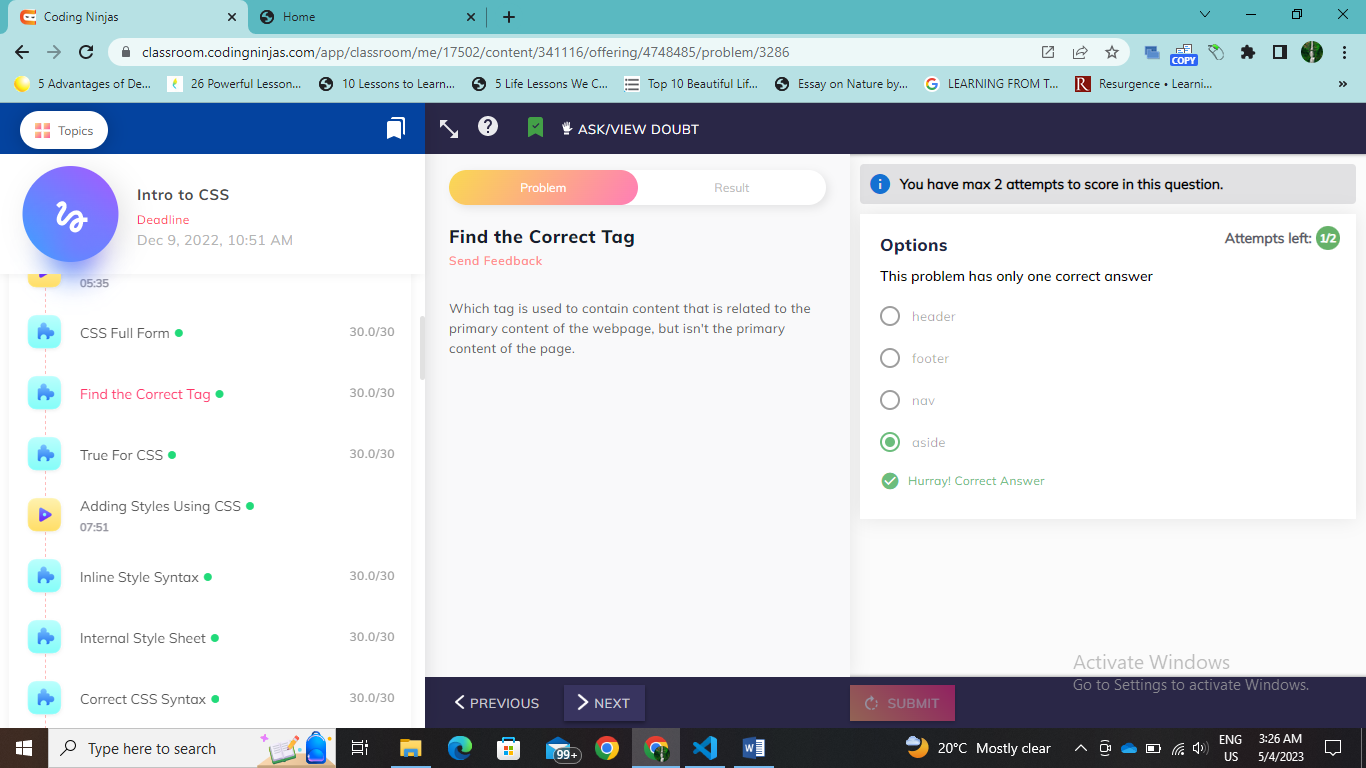 Coding Ninjas
Home
classroom.codingninjas.com/app/classroom/me/17502/content/341116/offering/4748485/problem/3286
COPY
5 Advantages of De...
26 Powerful Lesson...
10 Lessons to Learn...
5 Life Lessons We C...
Top 10 Beautiful Lif...
Essay on Nature by...
LEARNING FROM T...
Resurgence • Learni...
Topics
ASK/VIEW DOUBT
Intro to CSS
Deadline
Dec 9, 2022, 10:51 AM
05:35
CSS Full Form
30.0/30
Find the Correct Tag
30.0/30
True For CSS
30.0/30
Adding Styles Using CSS
07:51
Inline Style Syntax
30.0/30
Internal Style Sheet
30.0/30
Correct CSS Syntax
30.0/30
Problem
Result
Find the Correct Tag
Send Feedback
Which tag is used to contain content that is related to the
primary content of the webpage, but isn't the primary
content of the page.
PREVIOUS
NEXT
You have max 2 attempts to score in this question.
Options
Attempts left: 1/2
This problem has only one correct answer
header
footer
nav
aside
Hurray! Correct Answer
Activate Windows
Go to Settings to activate Windows.
SUBMIT
Type here to search
99+
20°C Mostly clear
ENG
US
3:26 AM
5/4/2023